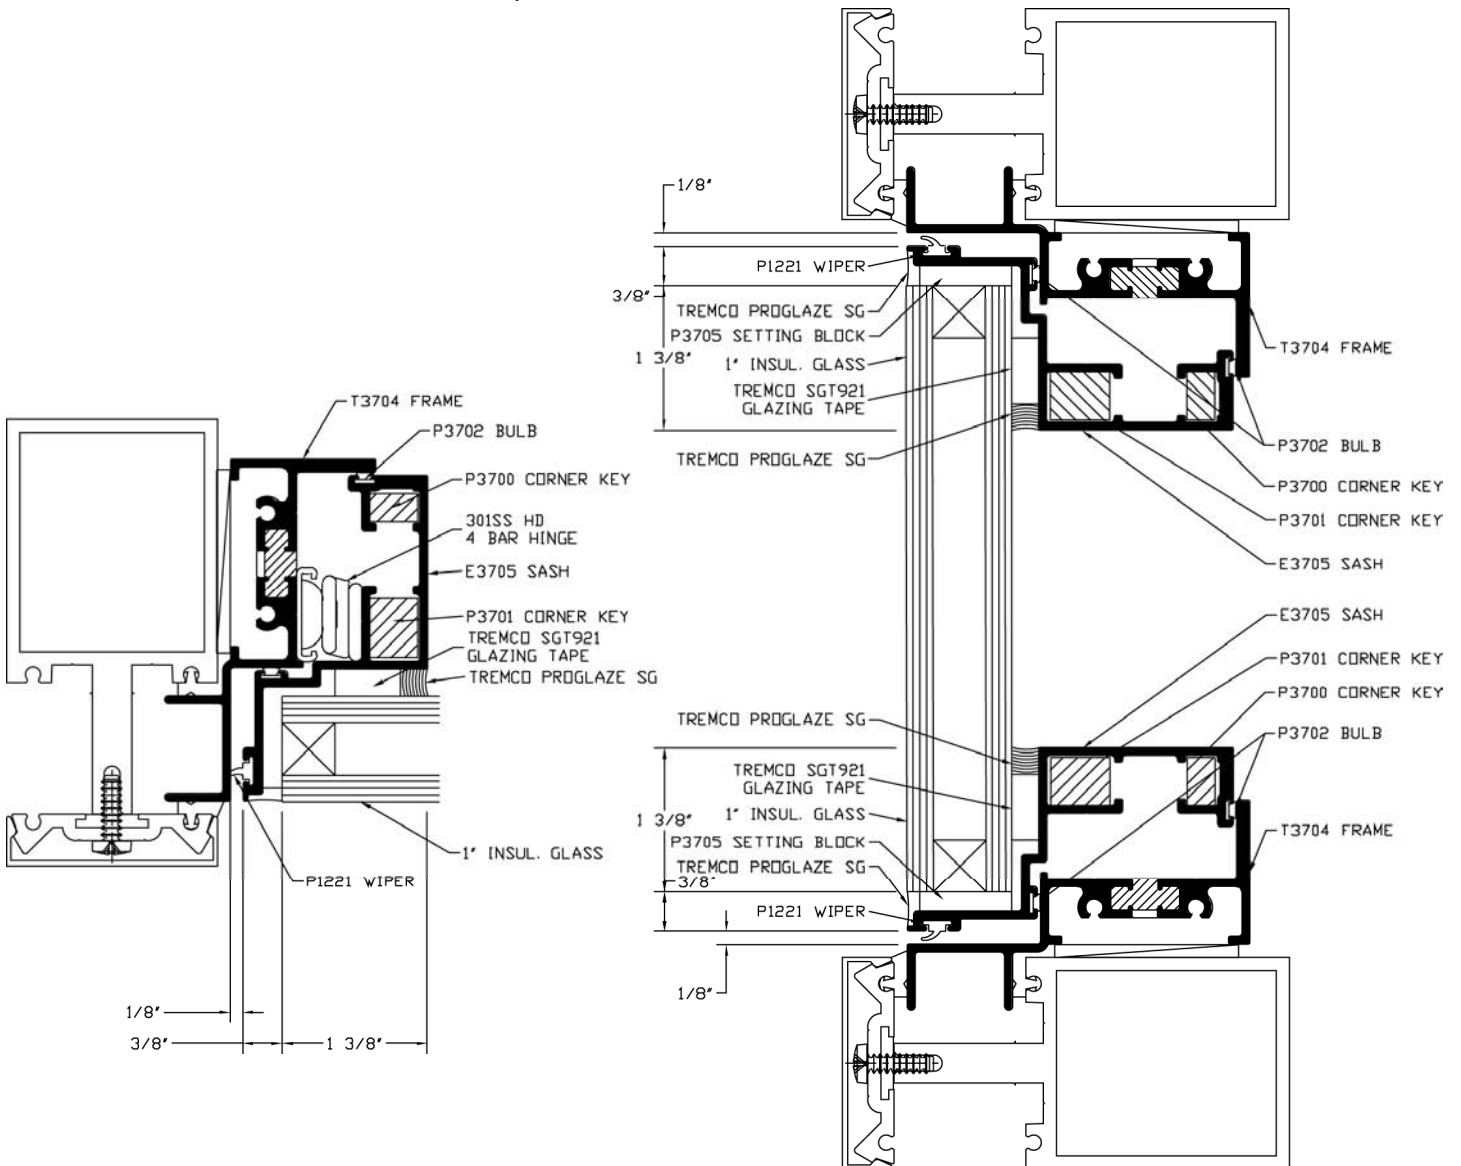 T3704 FRAME
P3702 BULB
P3700 CORNER KEY
301SS HD
4 BAR HINGE
E3705 SASH
P3701 CORNER KEY
TREMCO SGT921
GLAZING TAPE
TREMCO PROGLAZE SG
1" INSUL. GLASS
P1221 WIPER
1/8"
3/8"
1 3/8"
1/8"
P1221 WIPER
3/8"
TREMCO PROGLAZE SG
P3705 SETTING BLOCK
1 3/8"
1" INSUL. GLASS
TREMCO SGT921
GLAZING TAPE
TREMCO PROGLAZE SG
T3704 FRAME
P3702 BULB
P3700 CORNER KEY
P3701 CORNER KEY
E3705 SASH
E3705 SASH
P3701 CORNER KEY
P3700 CORNER KEY
P3702 BULB
T3704 FRAME
TREMCO PROGLAZE SG
TREMCO SGT921
GLAZING TAPE
1" INSUL. GLASS
1 3/8"
P3705 SETTING BLOCK
TREMCO PROGLAZE SG
3/8"
P1221 WIPER
1/8"